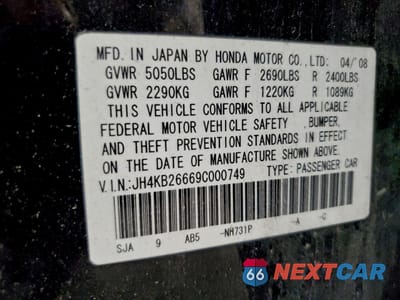 MFD. IN JAPAN BY HONDA MOTOR CO., LTD. 04/'08
GVWR 5050LBS GAWR F 2690LBS R 2400LBS
GVWR 2290KG GAWR F 1220KG R 1089KG
THIS VEHICLE CONFORMS TO ALL APPLICABLE
FEDERAL MOTOR VEHICLE SAFETY , BUMPER,
AND THEFT PREVENTION STANDARDS IN EFFECT
ON THE DATE OF MANUFACTURE SHOWN ABOVE.
V.IN:JH4KB26669C000749 TYPE: PASSENGER CAR
SJA 9 AB5 -NH731P -A -C
66 NEXTCAR